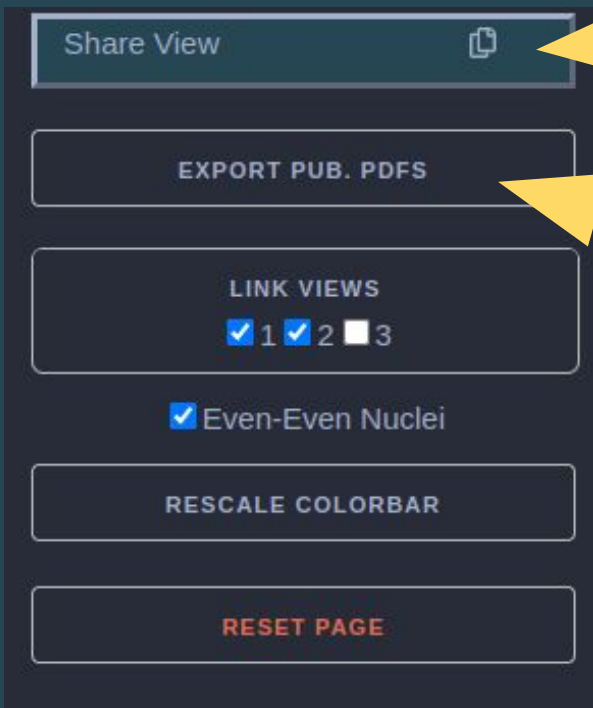 Share View
EXPORT PUB. PDFS
LINK VIEWS
1 2 3
Even-Even Nuclei
RESCALE COLORBAR
RESET PAGE